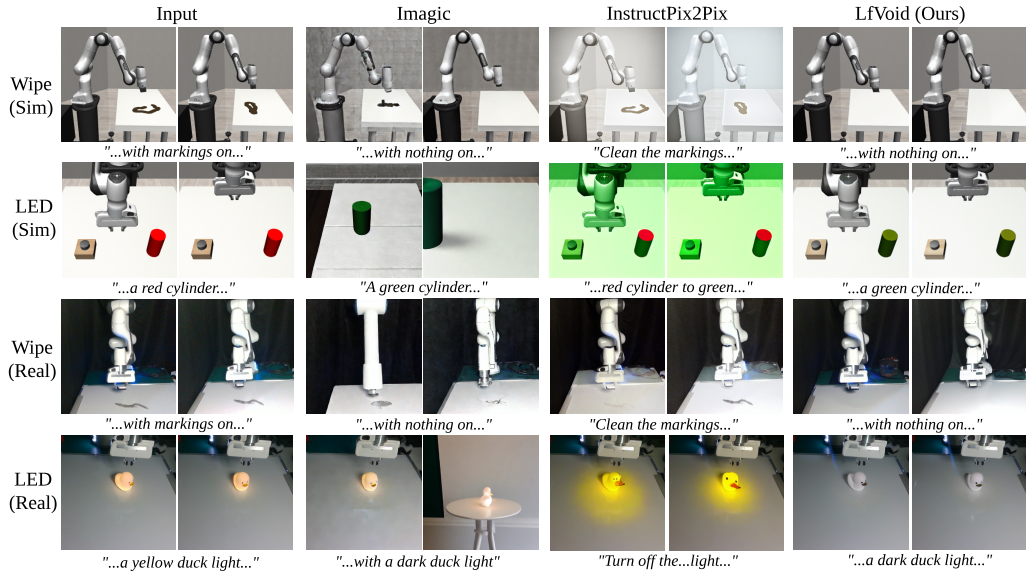 Input Imagic InstructPix2Pix LfVoid (Ours)
Wipe
(Sim)
"...with markings on..." "...with nothing on..." "Clean the markings..." "...with nothing on..."
LED
(Sim)
"...a red cylinder..." "A green cylinder..." "...red cylinder to green..." "...a green cylinder..."
Wipe
(Real)
"...with markings on..." "...with nothing on..." "Clean the markings..." "...with nothing on..."
LED
(Real)
"...a yellow duck light..." "...with a dark duck light" "Turn off the...light..." "...a dark duck light..."